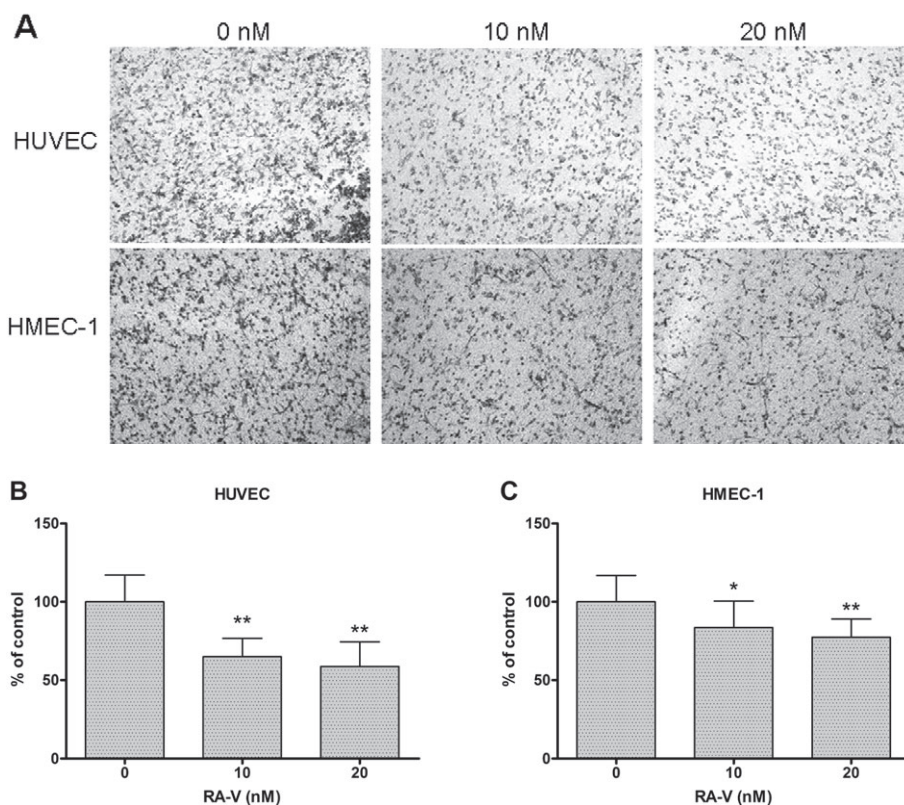 A
0 nM 10 nM 20 nM
HUVEC
HMEC-1
B
HUVEC
% of control
150
100
50
0
**
**
0 10 20
RA-V (nM)
C
HMEC-1
% of control
150
100
50
0
*
**
0 10 20
RA-V (nM)